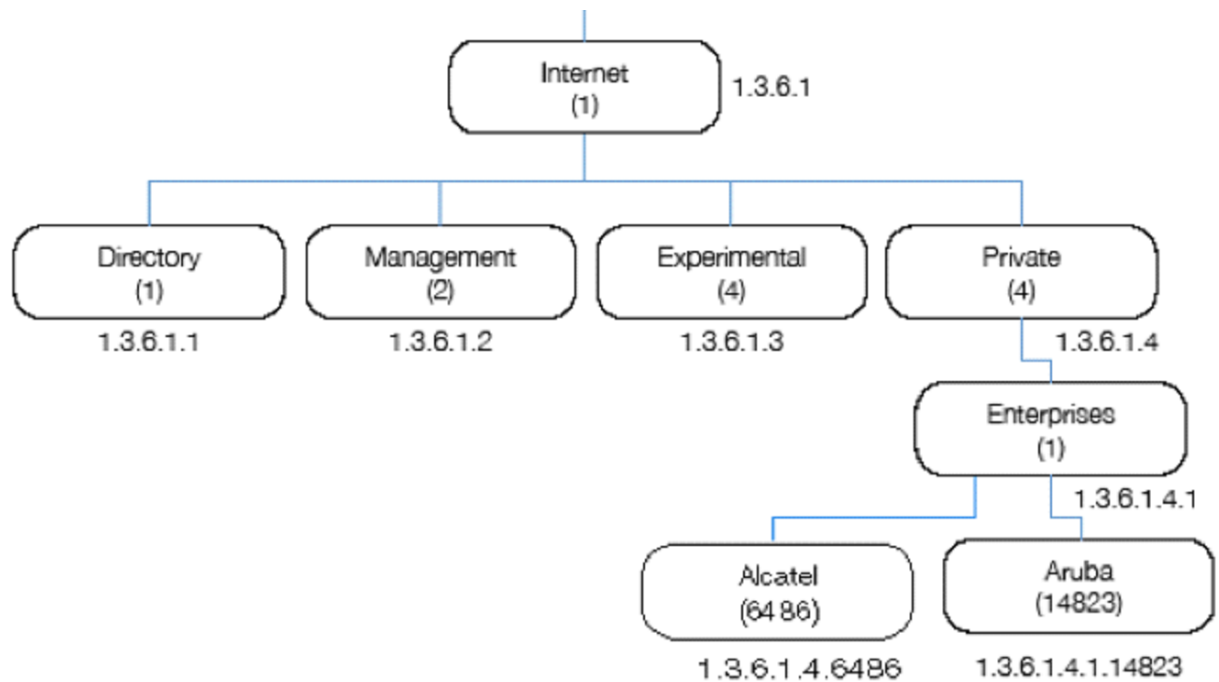 Internet
(1)
1.3.6.1
Directory
(1)
1.3.6.1.1
Management
(2)
1.3.6.1.2
Experimental
(4)
1.3.6.1.3
Private
(4)
1.3.6.1.4
Enterprises
(1)
1.3.6.1.4.1
Alcatel
(6486)
1.3.6.1.4.6486
Aruba
(14823)
1.3.6.1.4.1.14823